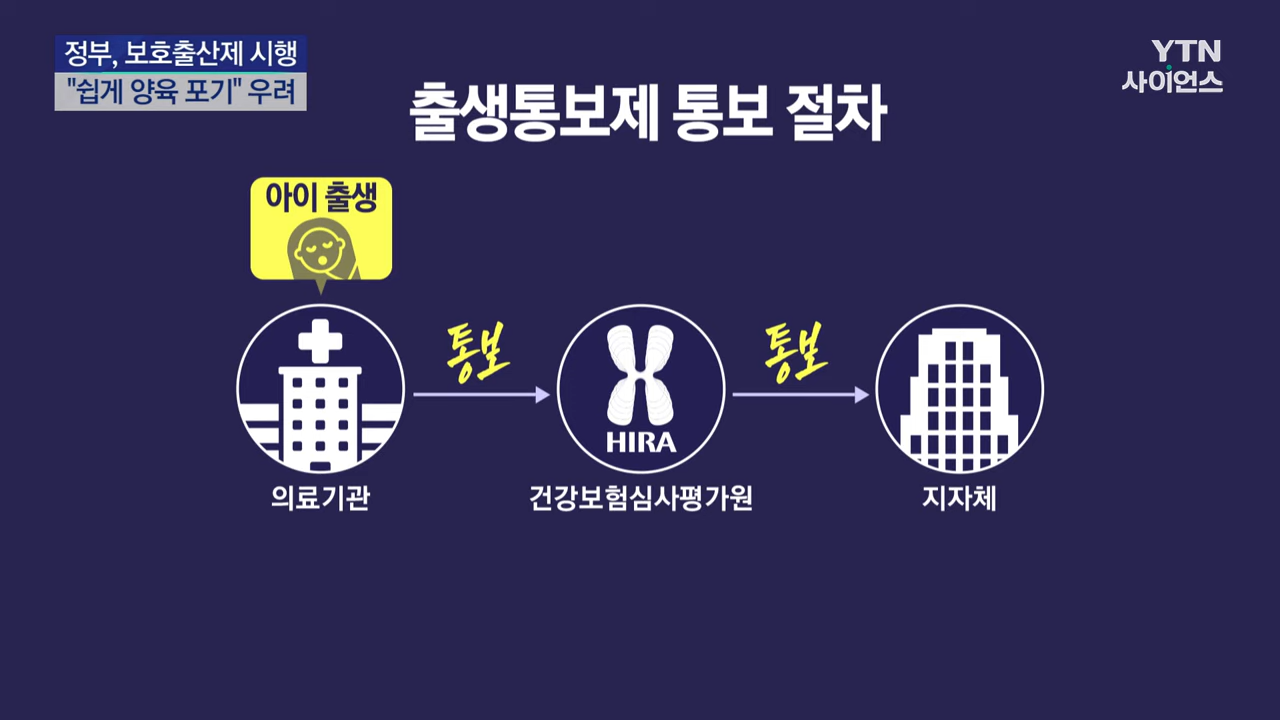 정부, 보호출산제 시행
"쉽게 양육 포기" 우려
YTN
사이언스
출생통보제 통보 절차
아이 출생
통보
통보
HIRA
의료기관
건강보험심사평가원
지자체